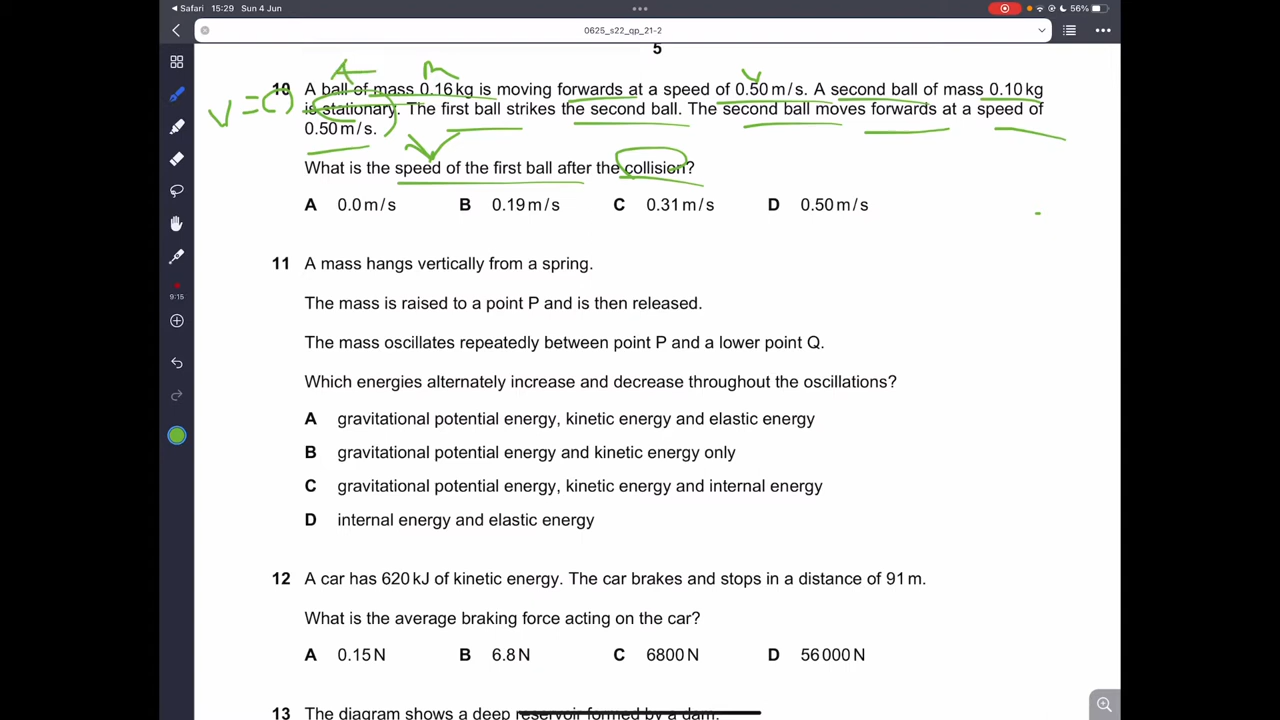 Safari 15:29 Sun 4 Jun 56%
0625_s22_qp_21-2
5
A m v
10 A ball of mass 0.16 kg is moving forwards at a speed of 0.50 m/s. A second ball of mass 0.10 kg
v = 0
is stationary. The first ball strikes the second ball. The second ball moves forwards at a speed of
0.50 m/s.
What is the speed of the first ball after the collision?
A 0.0 m/s B 0.19 m/s C 0.31 m/s D 0.50 m/s
11 A mass hangs vertically from a spring.
The mass is raised to a point P and is then released.
9:15
The mass oscillates repeatedly between point P and a lower point Q.
Which energies alternately increase and decrease throughout the oscillations?
A gravitational potential energy, kinetic energy and elastic energy
B gravitational potential energy and kinetic energy only
C gravitational potential energy, kinetic energy and internal energy
D internal energy and elastic energy
12 A car has 620 kJ of kinetic energy. The car brakes and stops in a distance of 91 m.
What is the average braking force acting on the car?
A 0.15 N B 6.8 N C 6800 N D 56 000 N
13 The diagram shows a deep reservoir formed by a dam.